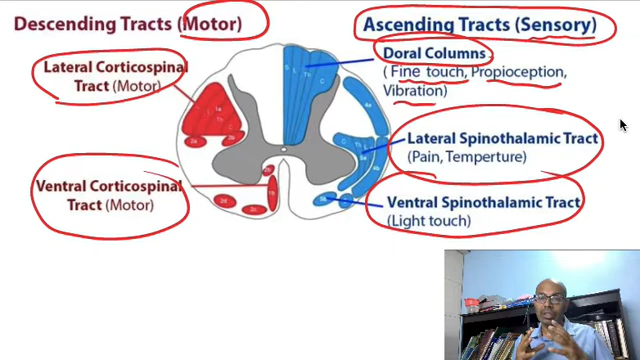 Descending Tracts (Motor)
Ascending Tracts (Sensory)
Lateral Corticospinal
Tract (Motor)
Doral Columns
( Fine touch, Propioception,
Vibration)
Lateral Spinothalamic Tract
(Pain, Temperture)
Ventral Corticospinal
Tract (Motor)
Ventral Spinothalamic Tract
(Light touch)